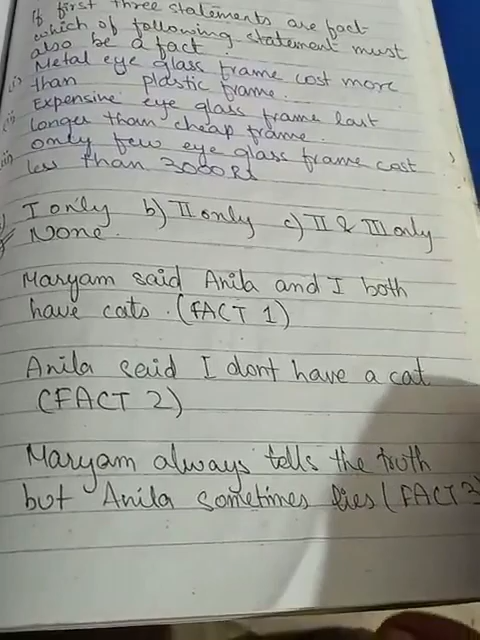 If first three statements are fact
which of following statement must
also be a fact
(i) Metal eye glass frame cost more
than plastic frame.
(ii) Expensive eye glass frame last
longer than cheap frame.
(iii) only few eye glass frame cost
less than 3000Rs
I only b) II only c) II & III only
None.
Maryam said Anila and I both
have cats. (FACT 1)
Anila said I dont have a cat
(FACT 2)
Maryam always tells the truth
but Anila sometimes lies (FACT 3